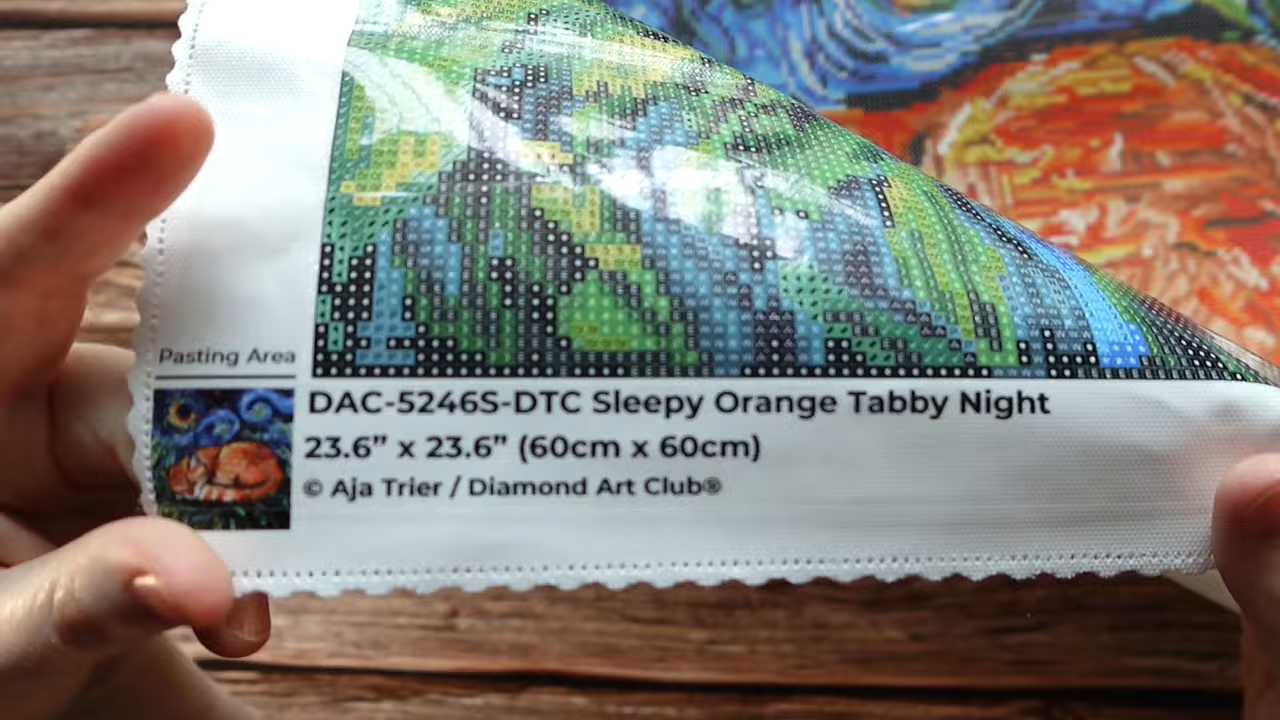 Pasting Area
DAC-5246S-DTC Sleepy Orange Tabby Night
23.6” x 23.6” (60cm x 60cm)
© Aja Trier / Diamond Art Club®